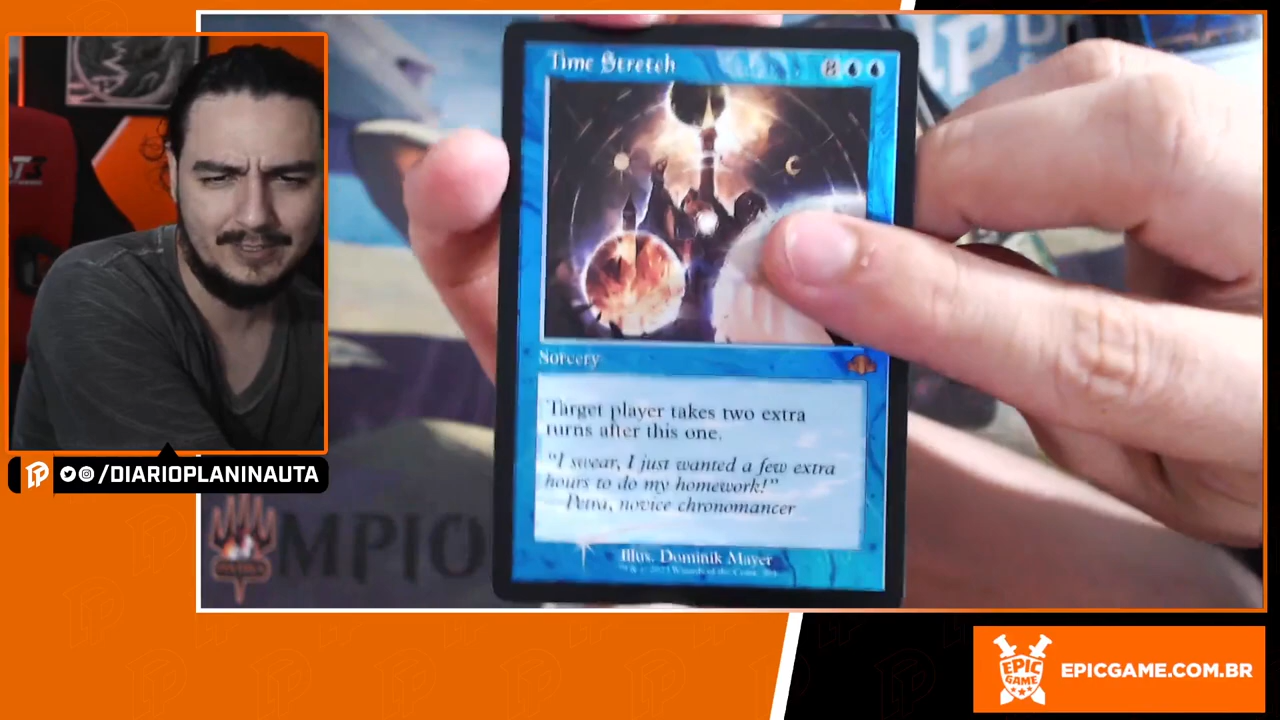 Time Stretch
8
Sorcery
Target player takes two extra
turns after this one.
"I swear, I just wanted a few extra
hours to do my homework!"
Petra, novice chronomancer
Illus. Dominik Mayer
/DIARIOPLANINAUTA
MPIO
EPIC
GAME
EPICGAME.COM.BR